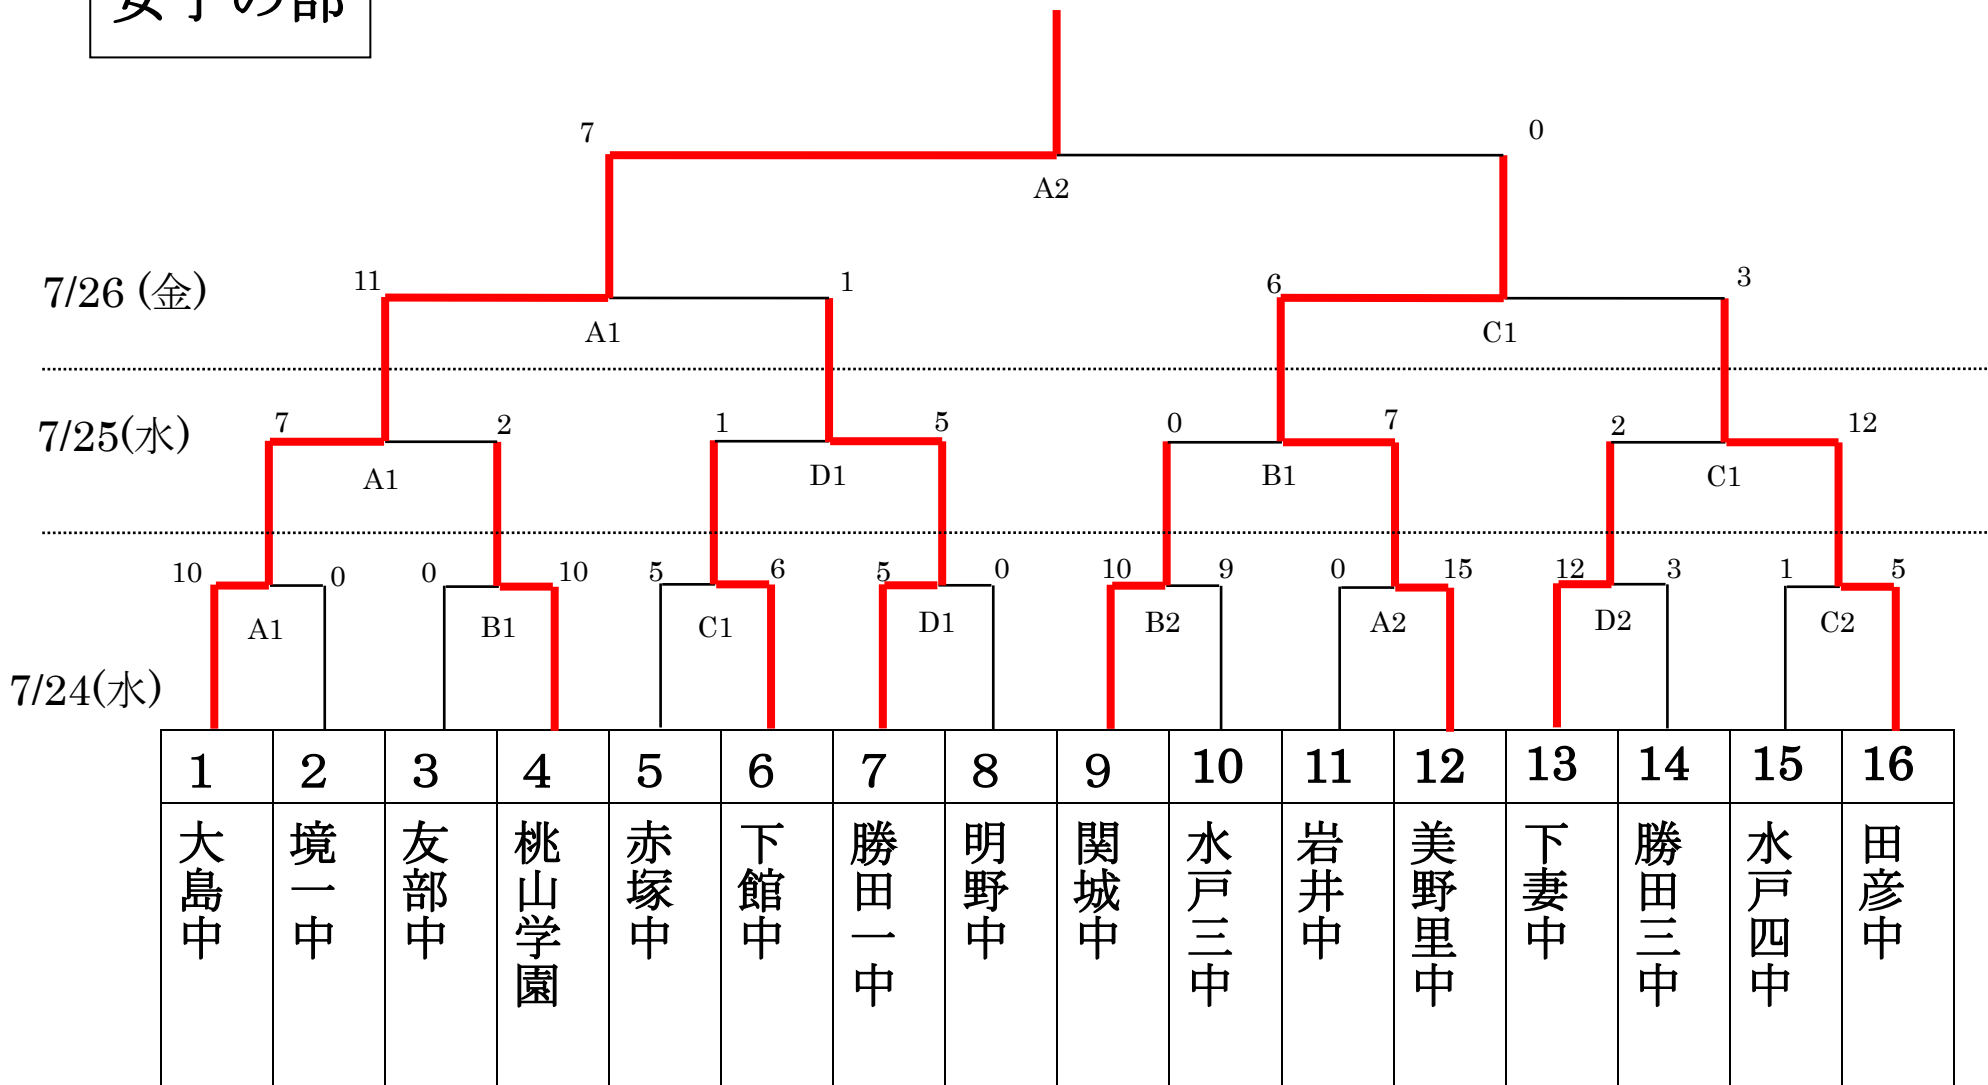 女子の部
7 0
A2
7/26 (金) 11 1 6 3
A1 C1
7/25(水) 7 2 1 5 0 7 2 12
A1 D1 B1 C1
10 0 0 10 5 6 5 0 10 9 0 15 12 3 1 5
A1 B1 C1 D1 B2 A2 D2 C2
7/24(水)
1 2 3 4 5 6 7 8 9 10 11 12 13 14 15 16
大島中
境一中
友部中
桃山学園
赤塚中
下館中
勝田一中
明野中
関城中
水戸三中
岩井中
美野里中
下妻中
勝田三中
水戸四中
田彦中